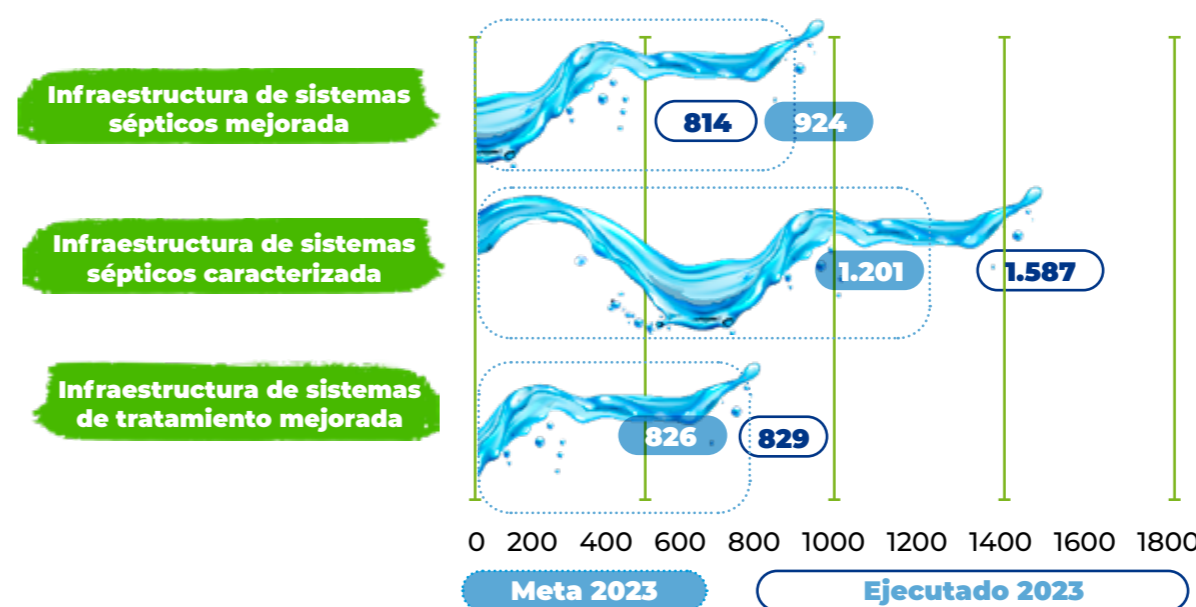 Infraestructura de sistemas
sépticos mejorada
814
924
Infraestructura de sistemas
sépticos caracterizada
1.201
1.587
Infraestructura de sistemas
de tratamiento mejorada
826
829
0 200 400 600 800 1000 1200 1400 1600 1800
Meta 2023
Ejecutado 2023